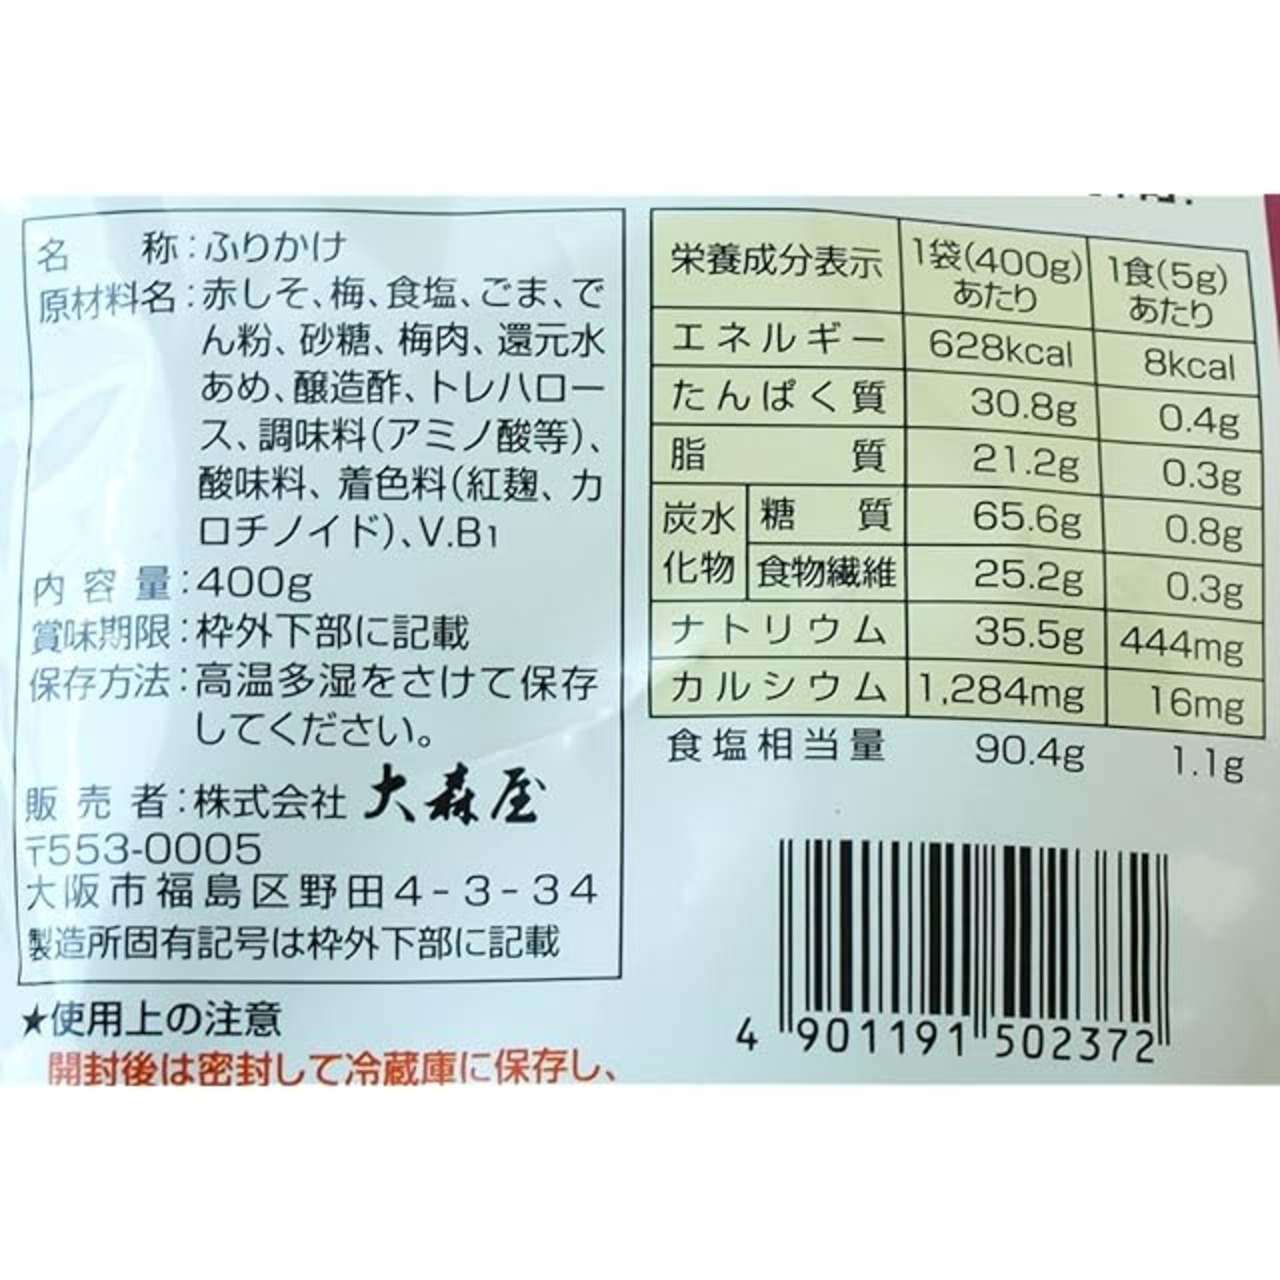 名　　称:ふりかけ
原材料名:赤しそ、梅、食塩、ごま、で
ん粉、砂糖、梅肉、還元水
あめ、醸造酢、トレハロー
ス、調味料(アミノ酸等)、
酸味料、着色料(紅麹、カ
ロチノイド)、V.B1
内容量:400g
賞味期限:枠外下部に記載
保存方法:高温多湿をさけて保存
してください。
販売者:株式会社 大森屋
〒553-0005
大阪市福島区野田4-3-34
製造所固有記号は枠外下部に記載
★使用上の注意
開封後は密封して冷蔵庫に保存し、
栄養成分表示 1袋(400g)あたり 1食(5g)あたり
エネルギー 628kcal 8kcal
たんぱく質 30.8g 0.4g
脂質 21.2g 0.3g
炭水化物 糖質 65.6g 0.8g
食物繊維 25.2g 0.3g
ナトリウム 35.5g 444mg
カルシウム 1,284mg 16mg
食塩相当量 90.4g 1.1g
4 901191 502372